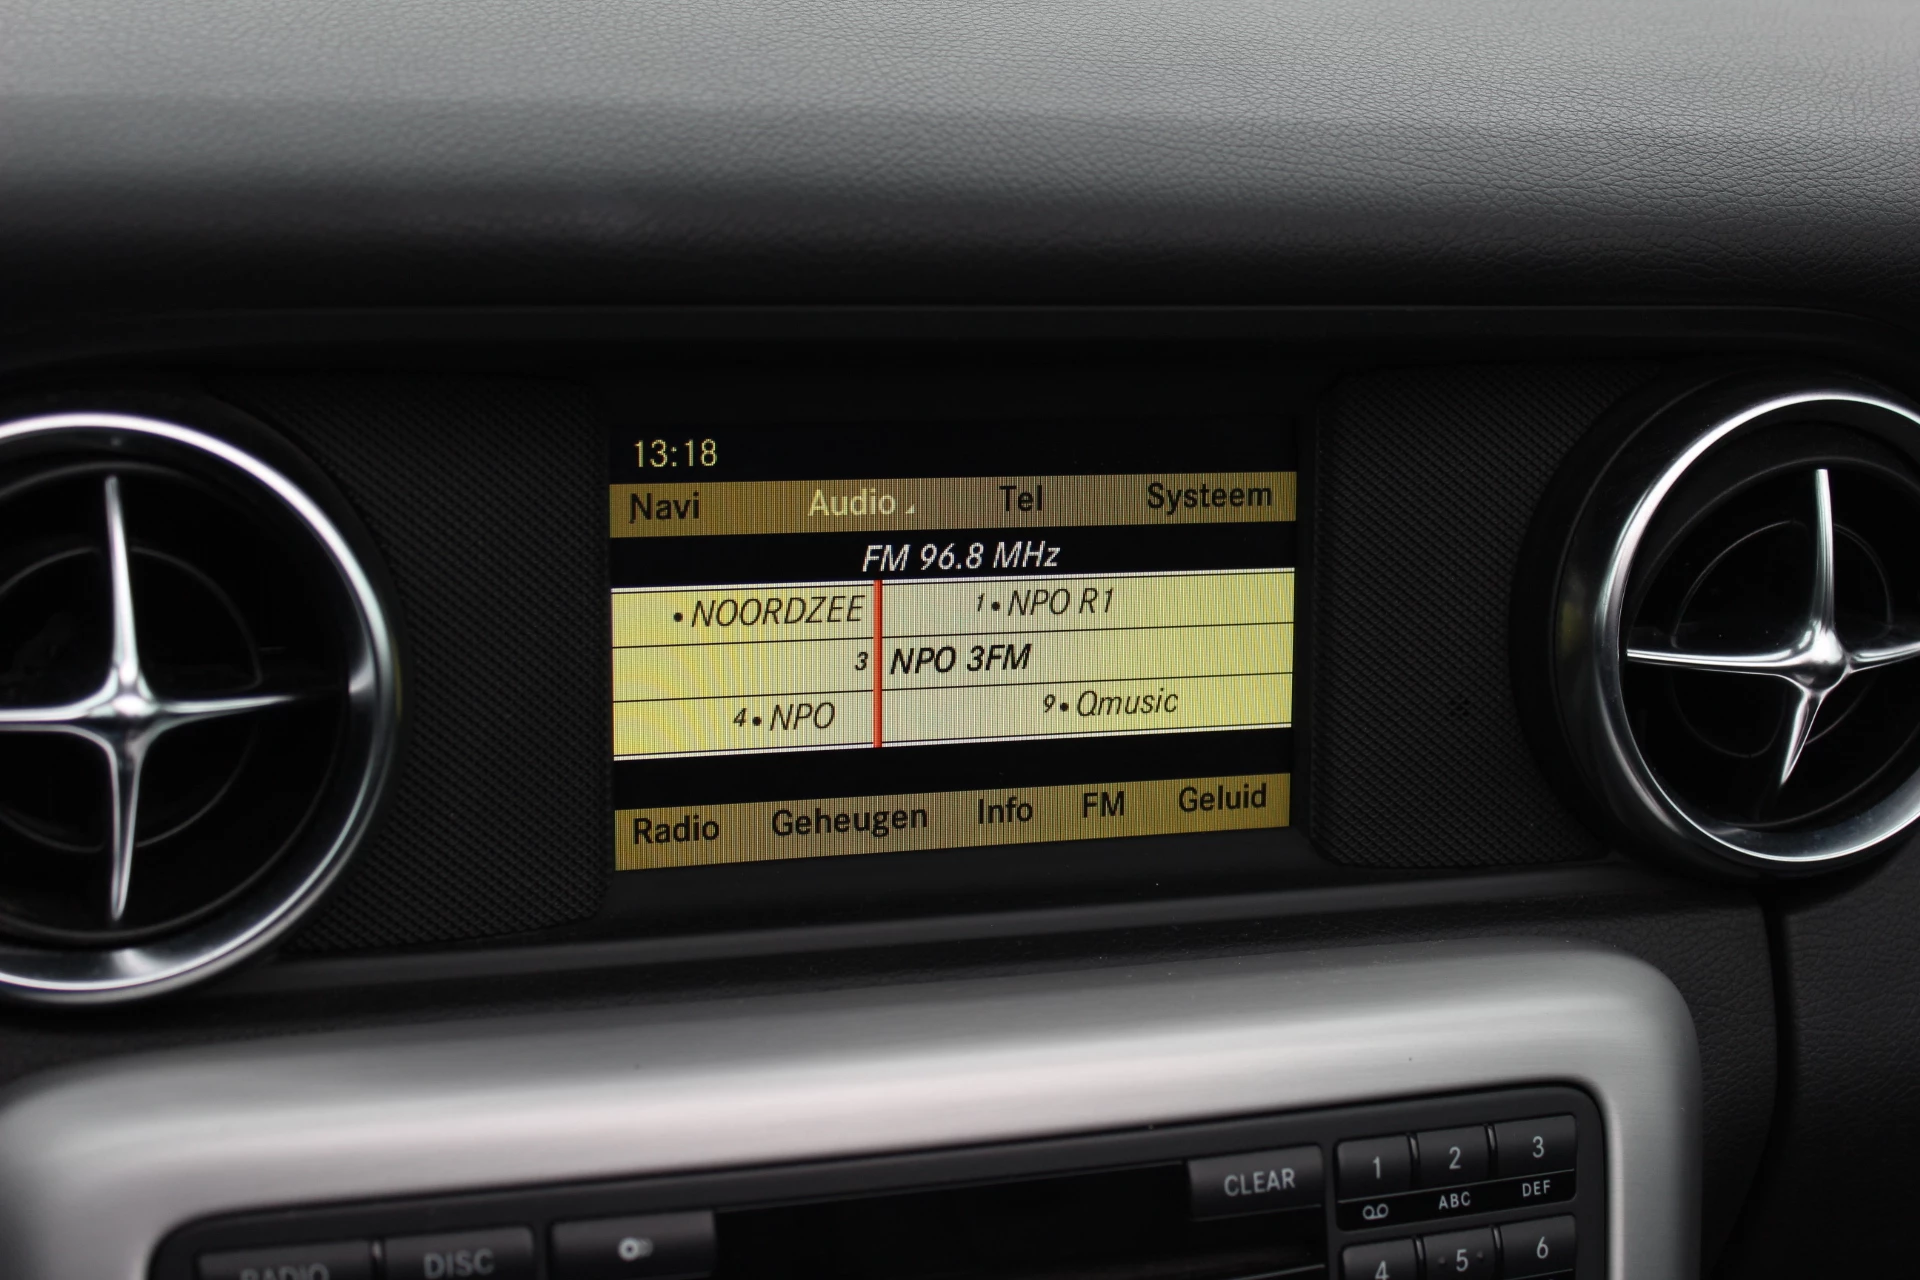 13:18
Navi Audio Tel Systeem
FM 96.8 MHz
•NOORDZEE 1•NPO R1
3 NPO 3FM
4•NPO 9•Qmusic
Radio Geheugen Info FM Geluid
CLEAR 1 2 3
ABC DEF
RADIO DISC 4 5 6